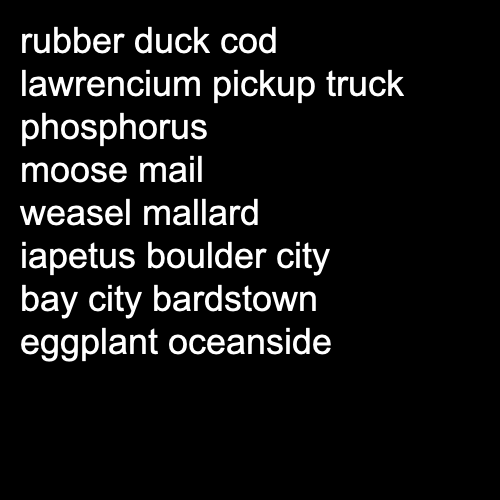 rubber duck cod
lawrencium pickup truck
phosphorus
moose mail
weasel mallard
iapetus boulder city
bay city bardstown
eggplant oceanside